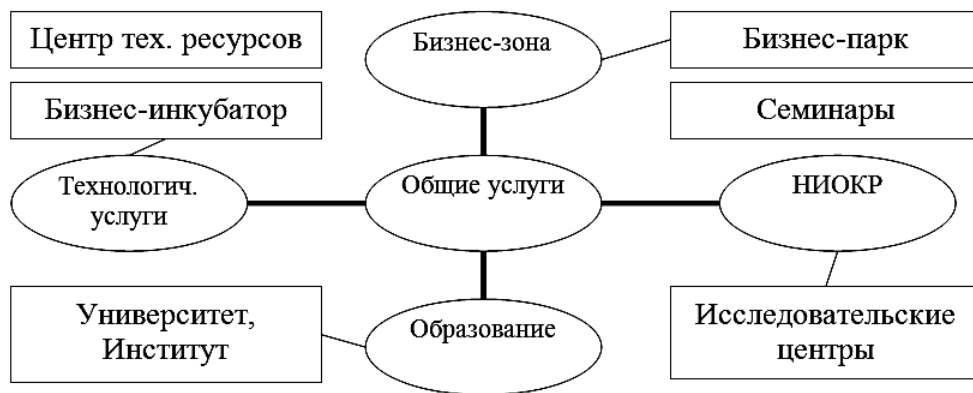 Центр тех. ресурсов
Бизнес-зона
Бизнес-парк
Бизнес-инкубатор
Семинары
Технологич.
услуги
Общие услуги
НИОКР
Университет,
Институт
Образование
Исследовательские
центры